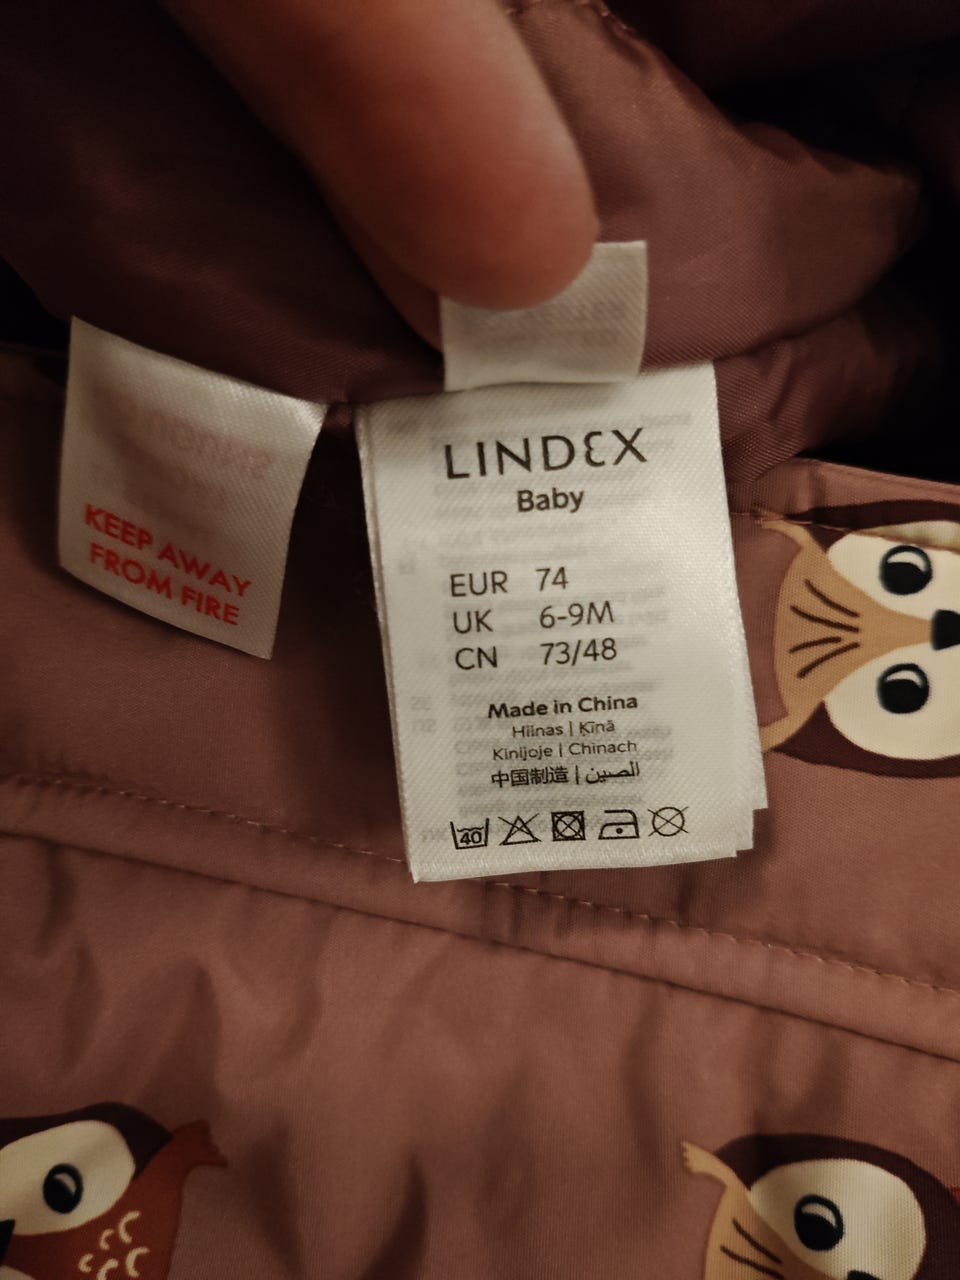 KEEP AWAY
FROM FIRE
LINDEX
Baby
EUR 74
UK 6-9M
CN 73/48
Made in China
Hiinas | Ķīnā
Kinijoje | Chinach
中国制造 | الصين
40